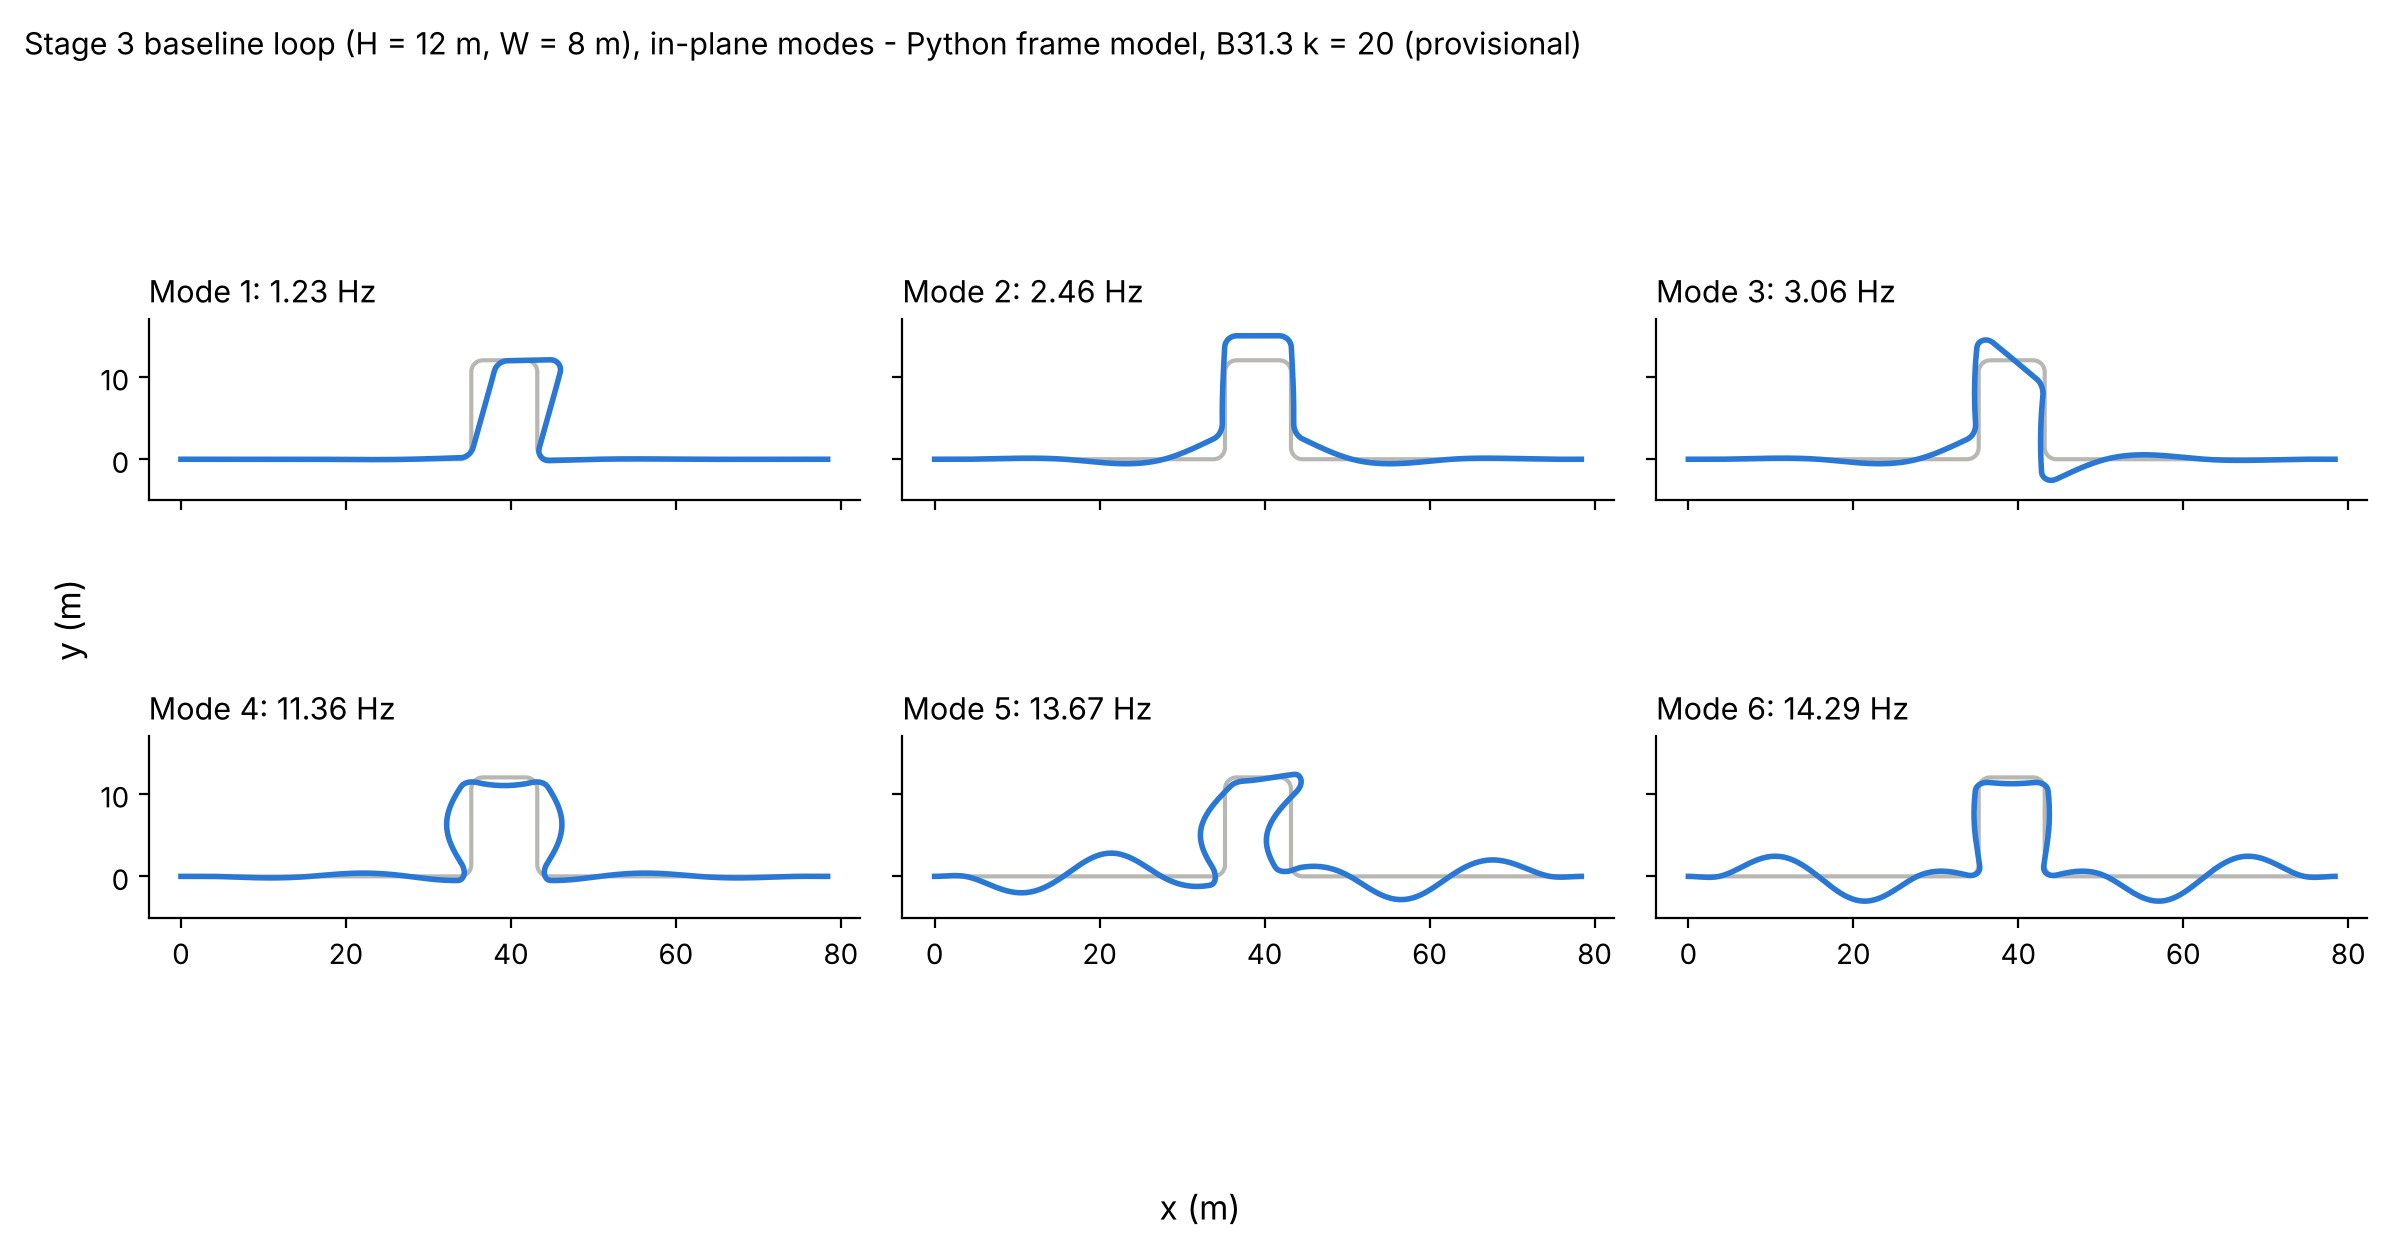 Stage 3 baseline loop (H = 12 m, W = 8 m), in-plane modes - Python frame model, B31.3 k = 20 (provisional)
Mode 1: 1.23 Hz
Mode 2: 2.46 Hz
Mode 3: 3.06 Hz
10
0
y (m)
Mode 4: 11.36 Hz
Mode 5: 13.67 Hz
Mode 6: 14.29 Hz
10
0
0 20 40 60 80
0 20 40 60 80
0 20 40 60 80
x (m)